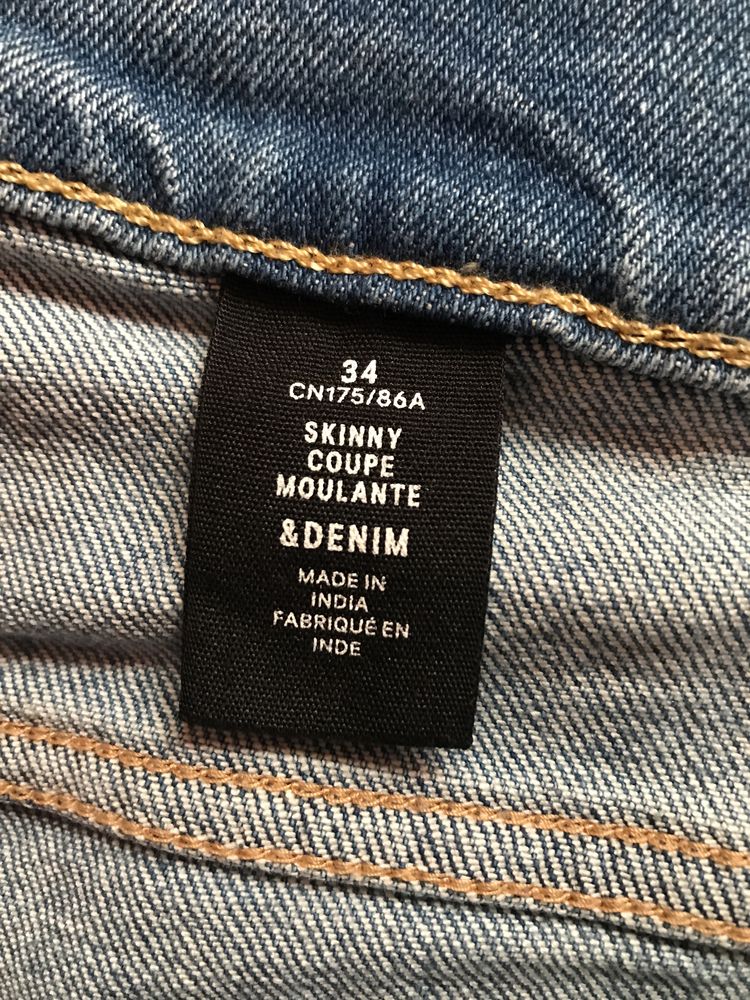 34
CN175/86A
SKINNY
COUPE
MOULANTE
&DENIM
MADE IN
INDIA
FABRIQUÉ EN
INDE